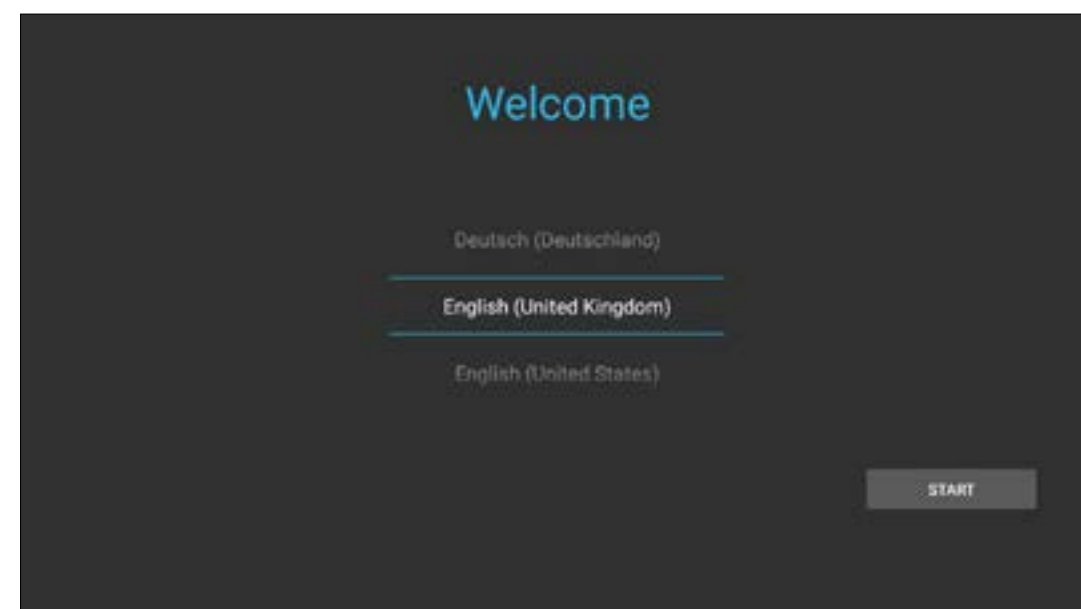 Welcome
Deutsch (Deutschland)
English (United Kingdom)
English (United States)
START